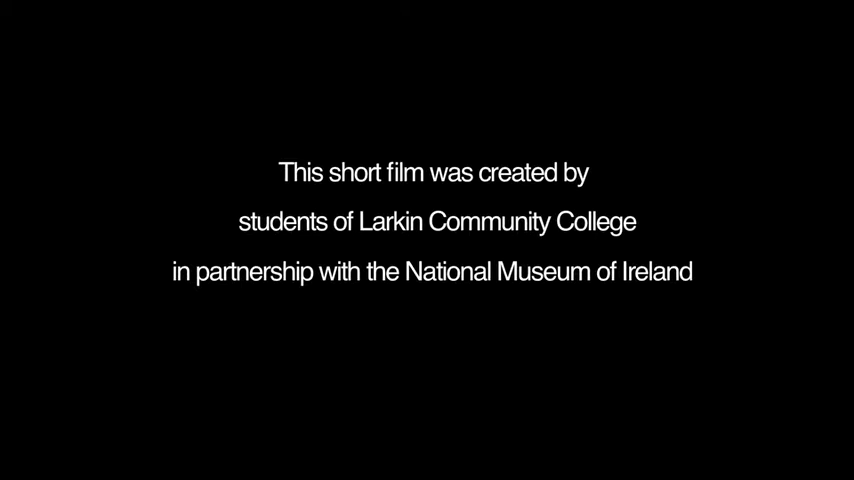 This short film was created by
students of Larkin Community College
in partnership with the National Museum of Ireland